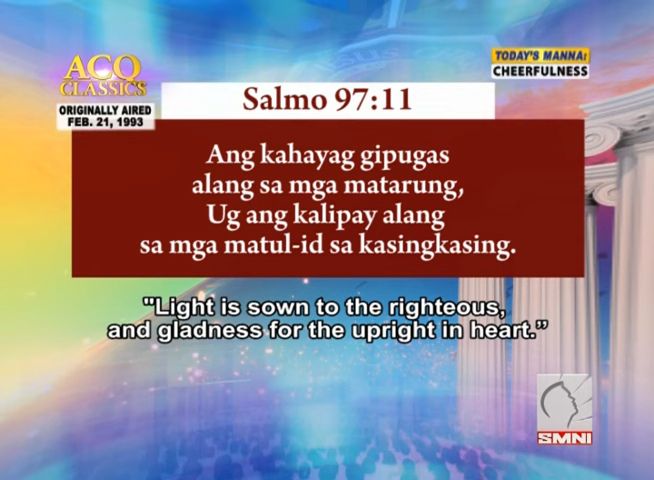 ACQ
CLASSICS
ORIGINALLY AIRED
FEB. 21, 1993
TODAY'S MANNA:
CHEERFULNESS
Salmo 97:11
Ang kahayag gipugas
alang sa mga matarung,
Ug ang kalipay alang
sa mga matul-id sa kasingkasing.
"Light is sown to the righteous,
and gladness for the upright in heart.”
SMNI